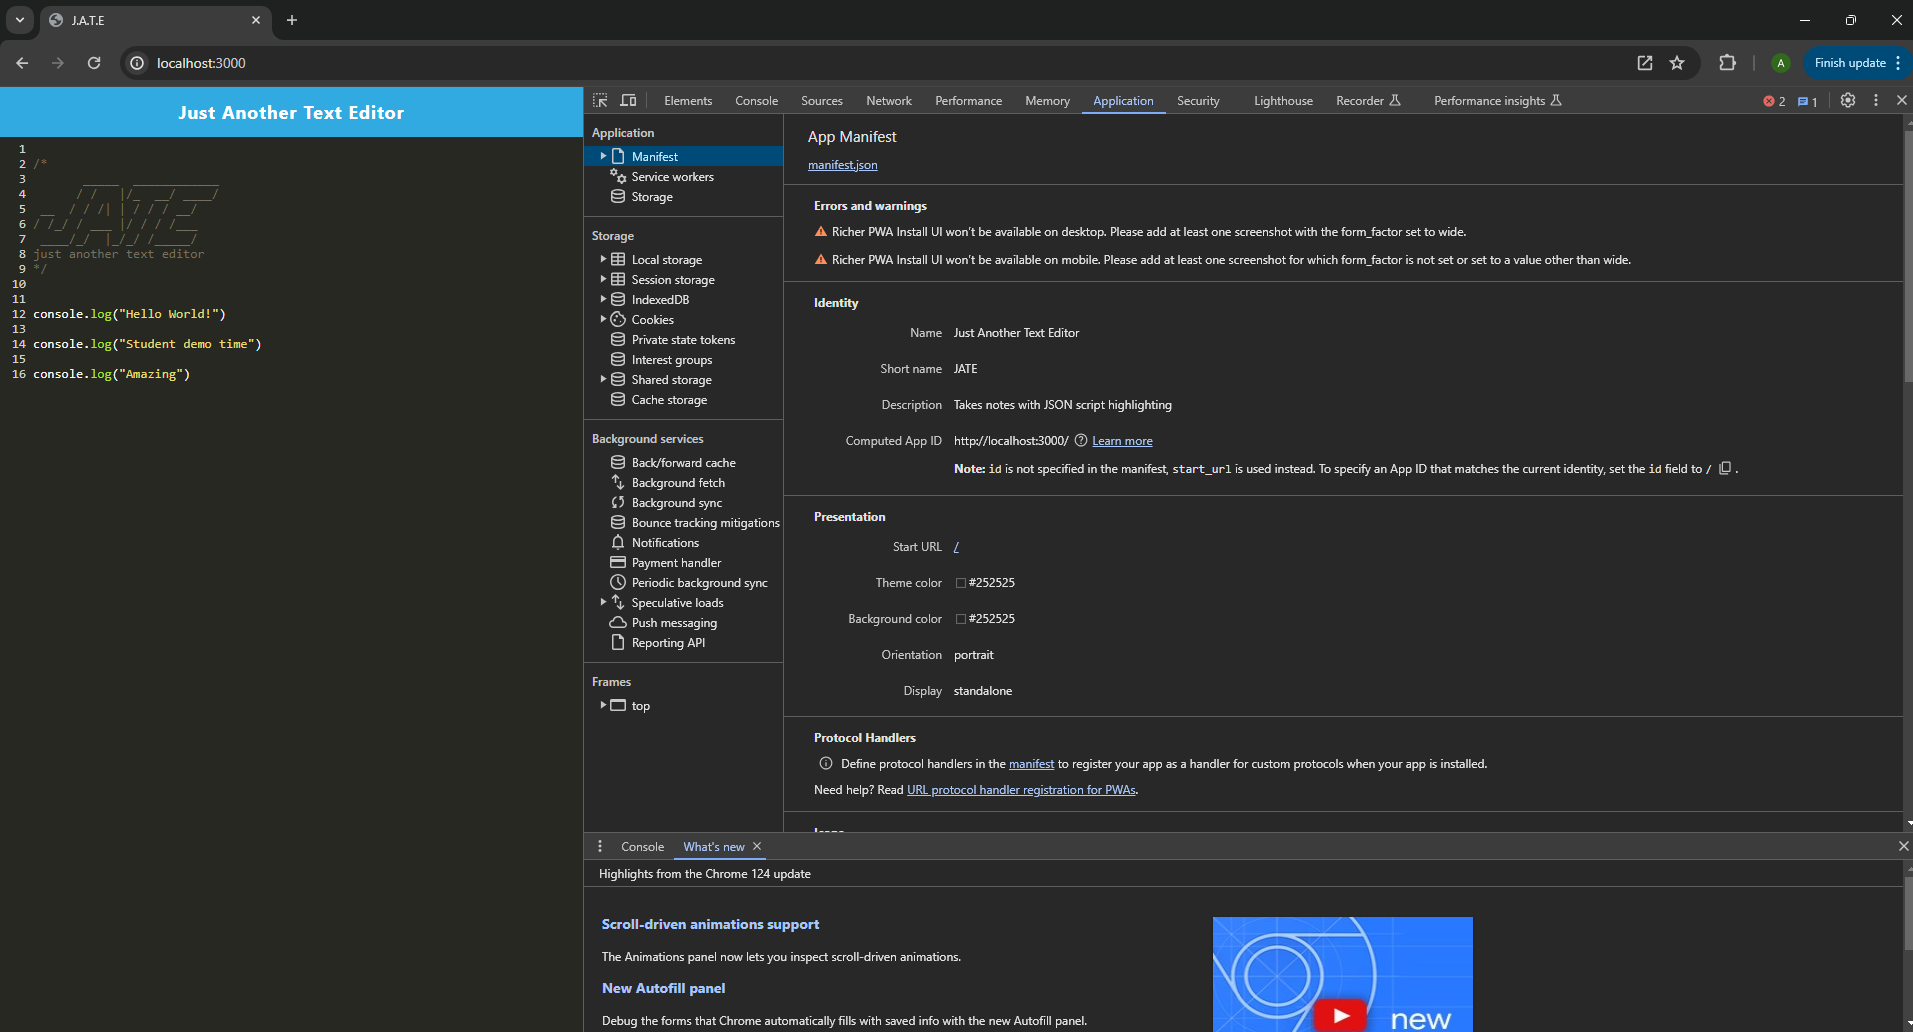 J.A.T.E
localhost:3000
A
Finish update
Just Another Text Editor
1
2 /*
3 _____ ____________
4 / / |/_ __/ ____/
5 __ / / /| | / / / __/
6 / /_/ / ___ |/ / / /___
7 ____/_/ |_/_/ /_____/
8 just another text editor
9 */
10
11
12 console.log("Hello World!")
13
14 console.log("Student demo time")
15
16 console.log("Amazing")
Elements Console Sources Network Performance Memory Application Security Lighthouse Recorder Performance insights 2 1
Application
Manifest
Service workers
Storage
Storage
Local storage
Session storage
IndexedDB
Cookies
Private state tokens
Interest groups
Shared storage
Cache storage
Background services
Back/forward cache
Background fetch
Background sync
Bounce tracking mitigations
Notifications
Payment handler
Periodic background sync
Speculative loads
Push messaging
Reporting API
Frames
top
App Manifest
manifest.json
Errors and warnings
Richer PWA Install UI won't be available on desktop. Please add at least one screenshot with the form_factor set to wide.
Richer PWA Install UI won't be available on mobile. Please add at least one screenshot for which form_factor is not set or set to a value other than wide.
Identity
Name Just Another Text Editor
Short name JATE
Description Takes notes with JSON script highlighting
Computed App ID http://localhost:3000/ Learn more
Note: id is not specified in the manifest, start_url is used instead. To specify an App ID that matches the current identity, set the id field to / .
Presentation
Start URL /
Theme color #252525
Background color #252525
Orientation portrait
Display standalone
Protocol Handlers
Define protocol handlers in the manifest to register your app as a handler for custom protocols when your app is installed.
Need help? Read URL protocol handler registration for PWAs.
Console What's new
Highlights from the Chrome 124 update
Scroll-driven animations support
The Animations panel now lets you inspect scroll-driven animations.
New Autofill panel
Debug the forms that Chrome automatically fills with saved info with the new Autofill panel.
new